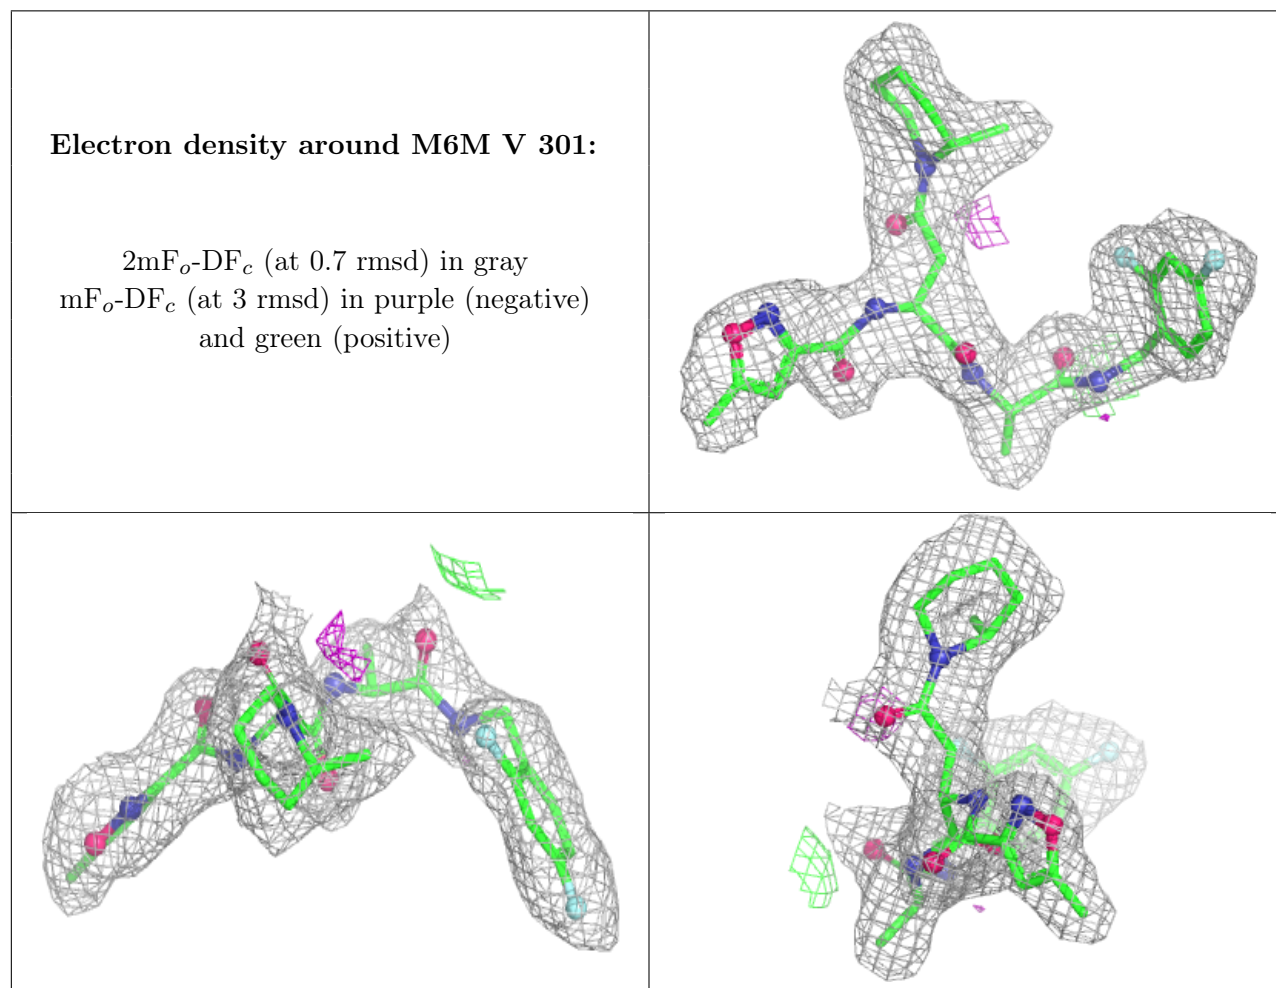 Electron density around M6M V 301:
2mFₒ-DF𝒸 (at 0.7 rmsd) in gray
mFₒ-DF𝒸 (at 3 rmsd) in purple (negative)
and green (positive)